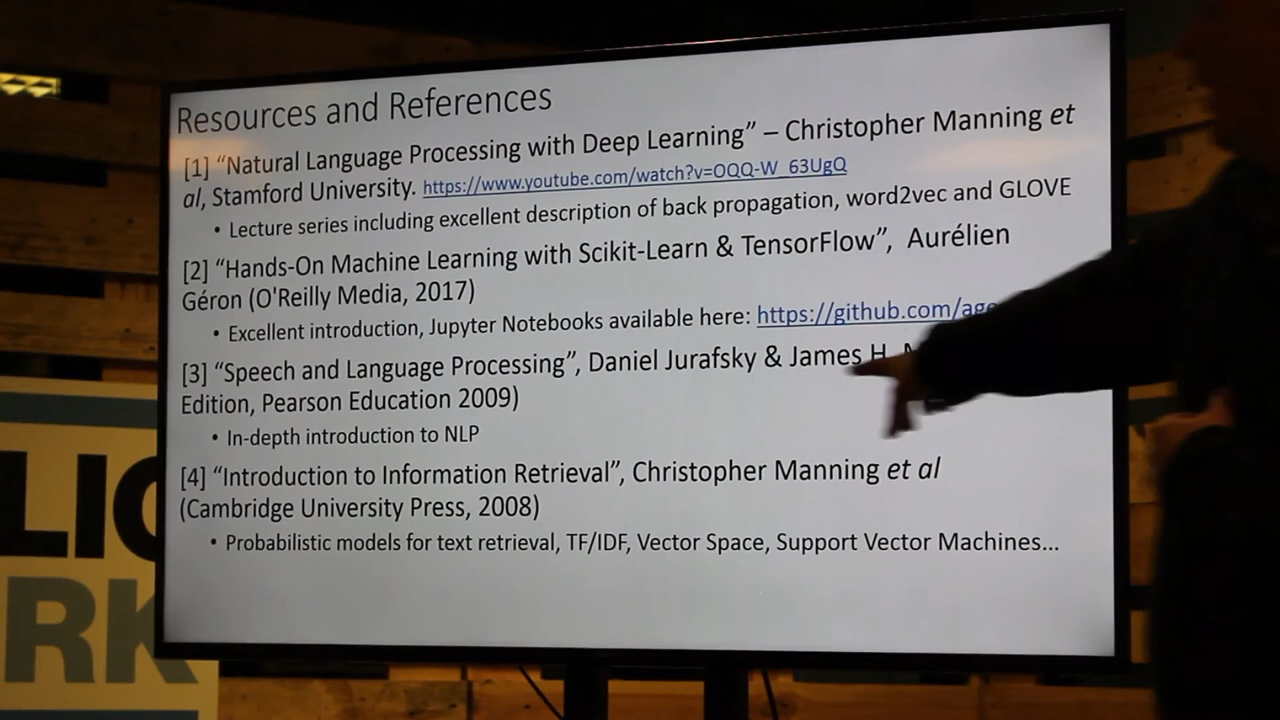 Resources and References
[1] “Natural Language Processing with Deep Learning” – Christopher Manning et
al, Stamford University. https://www.youtube.com/watch?v=OQQ-W_63UgQ
• Lecture series including excellent description of back propagation, word2vec and GLOVE
[2] “Hands-On Machine Learning with Scikit-Learn & TensorFlow”, Aurélien
Géron (O'Reilly Media, 2017)
• Excellent introduction, Jupyter Notebooks available here: https://github.com/age
[3] “Speech and Language Processing”, Daniel Jurafsky & James H.
Edition, Pearson Education 2009)
• In-depth introduction to NLP
[4] “Introduction to Information Retrieval”, Christopher Manning et al
(Cambridge University Press, 2008)
• Probabilistic models for text retrieval, TF/IDF, Vector Space, Support Vector Machines...
LIC
RK